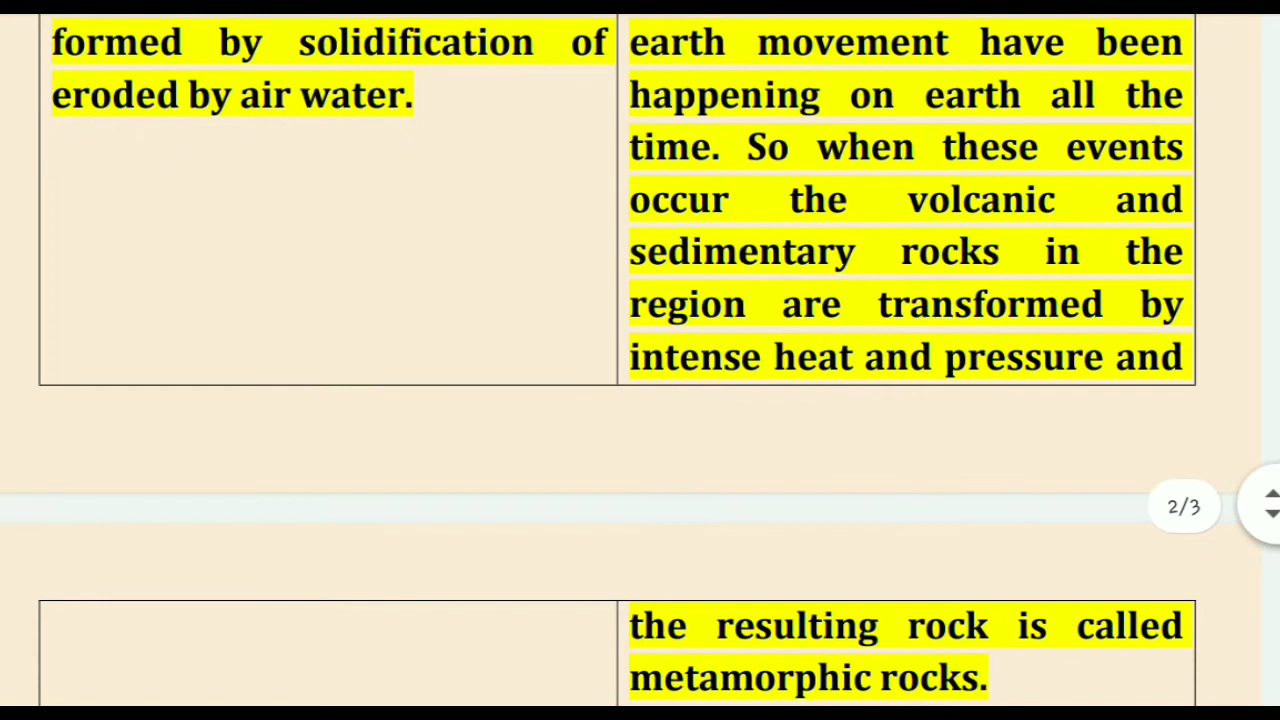 formed by solidification of
eroded by air water.
earth movement have been
happening on earth all the
time. So when these events
occur the volcanic and
sedimentary rocks in the
region are transformed by
intense heat and pressure and
2/3
the resulting rock is called
metamorphic rocks.